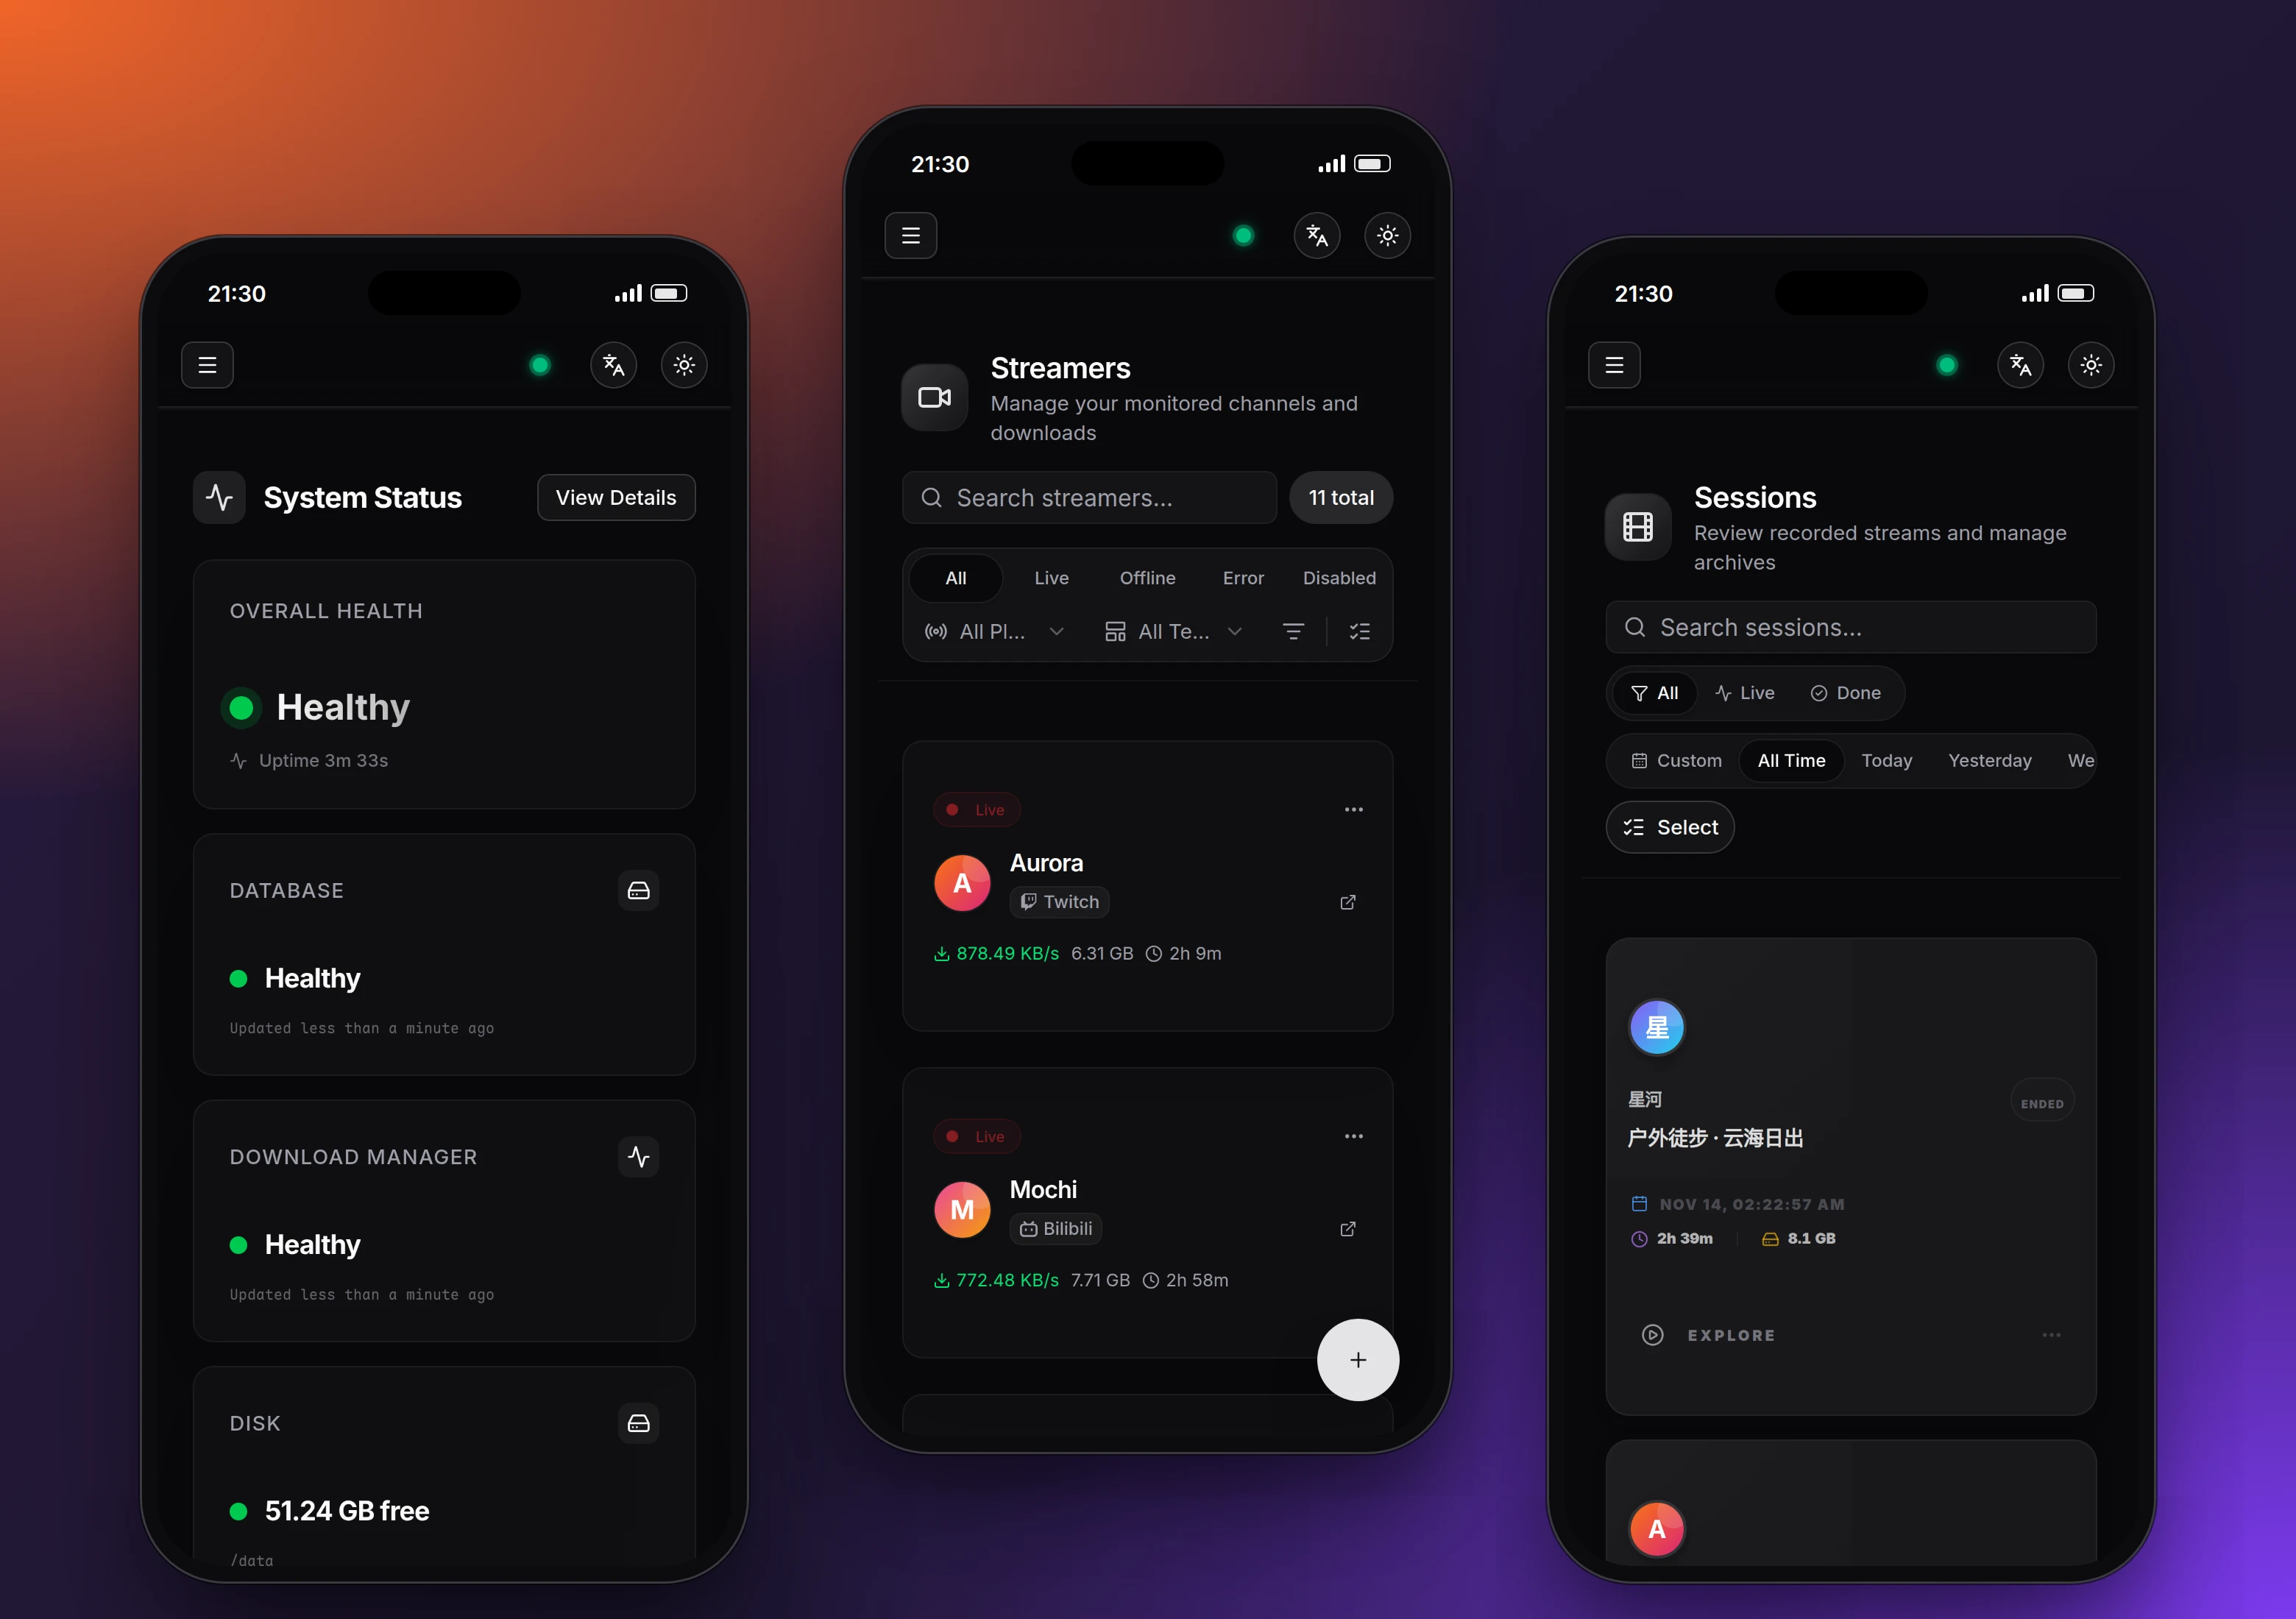 21:30
System Status
View Details
OVERALL HEALTH
Healthy
Uptime 3m 33s
DATABASE
Healthy
Updated less than a minute ago
DOWNLOAD MANAGER
Healthy
Updated less than a minute ago
DISK
51.24 GB free
/data
21:30
Streamers
Manage your monitored channels and
downloads
Search streamers...
11 total
All Live Offline Error Disabled
All Pl... All Te...
Live
A
Aurora
Twitch
878.49 KB/s 6.31 GB 2h 9m
Live
M
Mochi
Bilibili
772.48 KB/s 7.71 GB 2h 58m
21:30
Sessions
Review recorded streams and manage
archives
Search sessions...
All Live Done
Custom All Time Today Yesterday We
Select
星
星河
ENDED
户外徒步 · 云海日出
NOV 14, 02:22:57 AM
2h 39m 8.1 GB
EXPLORE
A